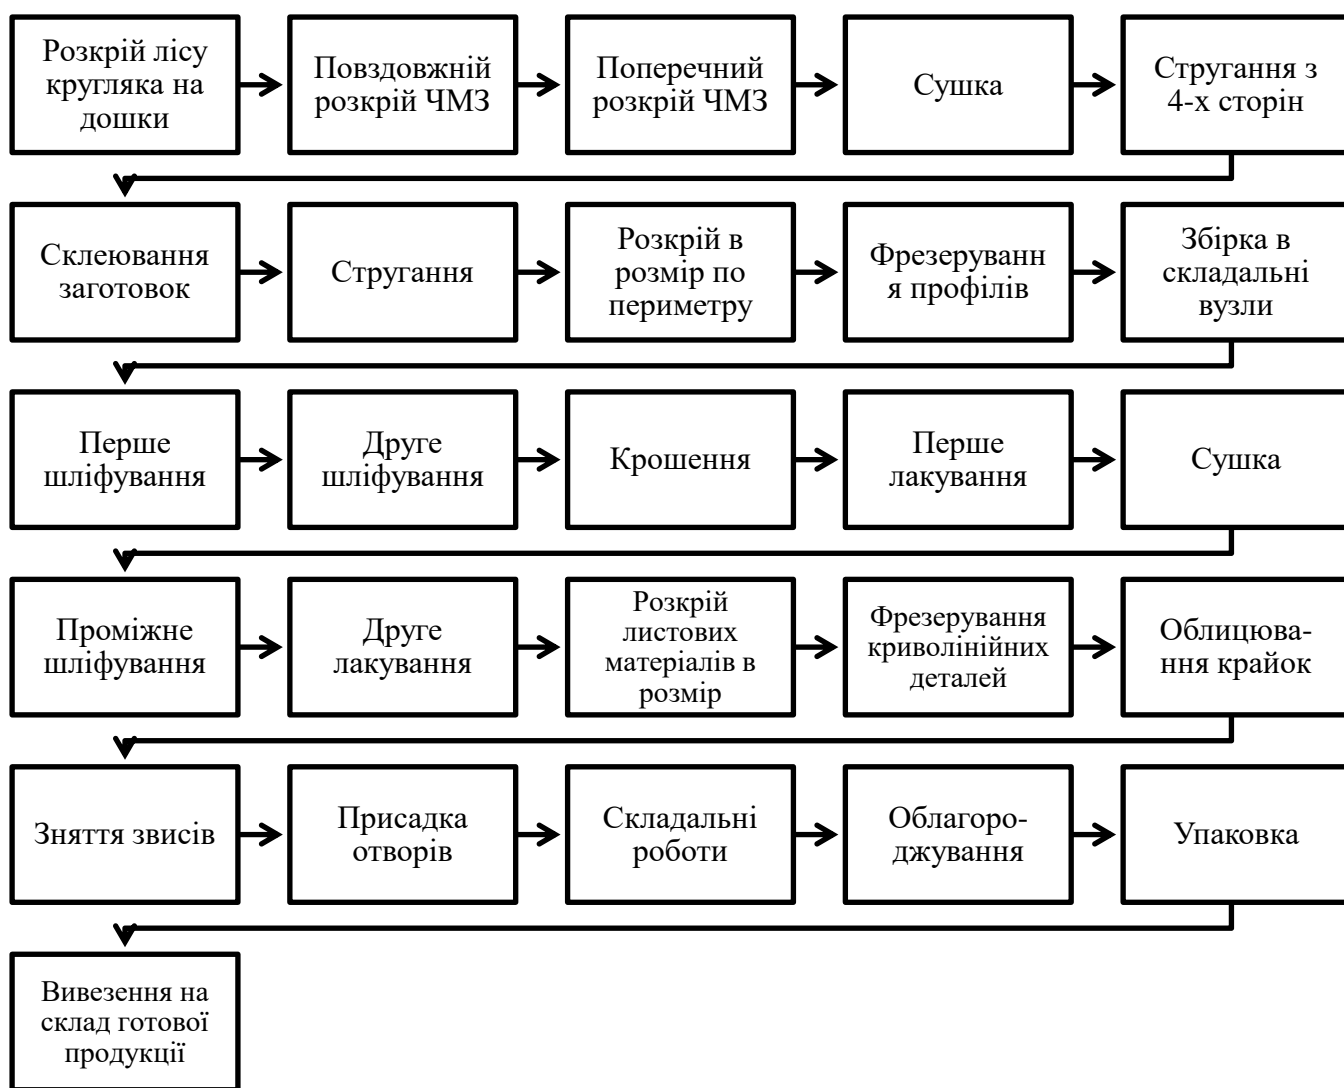 Розкрій лісу
кругляка на
дошки
Повздовжній
розкрій ЧМЗ
Поперечний
розкрій ЧМЗ
Сушка
Стругання з
4-х сторін
Склеювання
заготовок
Стругання
Розкрій в
розмір по
периметру
Фрезеруванн
я профілів
Збірка в
складальні
вузли
Перше
шліфування
Друге
шліфування
Крошення
Перше
лакування
Сушка
Проміжне
шліфування
Друге
лакування
Розкрій
листових
матеріалів в
розмір
Фрезерування
криволінійних
деталей
Облицюва-
ння крайок
Зняття звисів
Присадка
отворів
Складальні
роботи
Облагоро-
джування
Упаковка
Вивезення на
склад готової
продукції